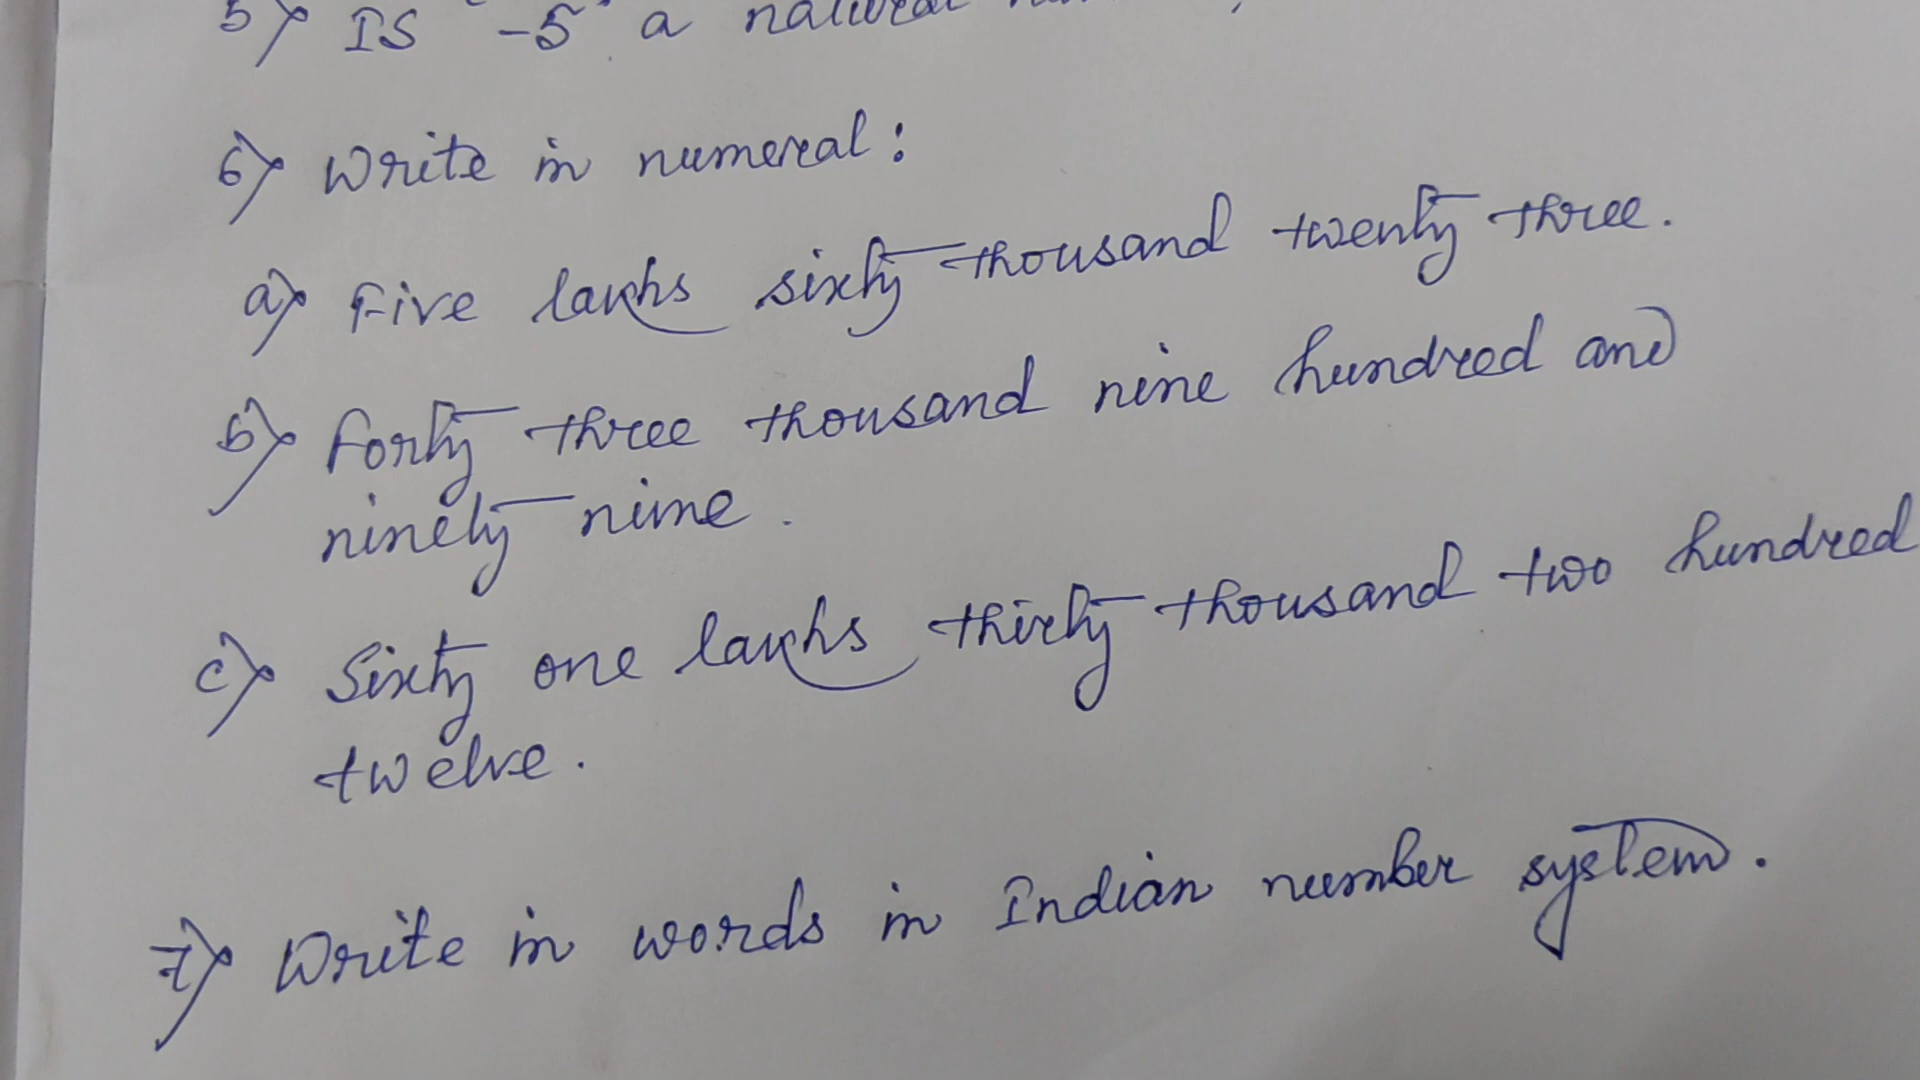 5) IS "-5" a natural
6) Write in numeral:
a) Five lakhs sixty thousand twenty three.
b) Forty three thousand nine hundred and
ninety nine.
c) Sixty one lakhs thirty thousand two hundred
twelve.
7) Write in words in Indian number system.